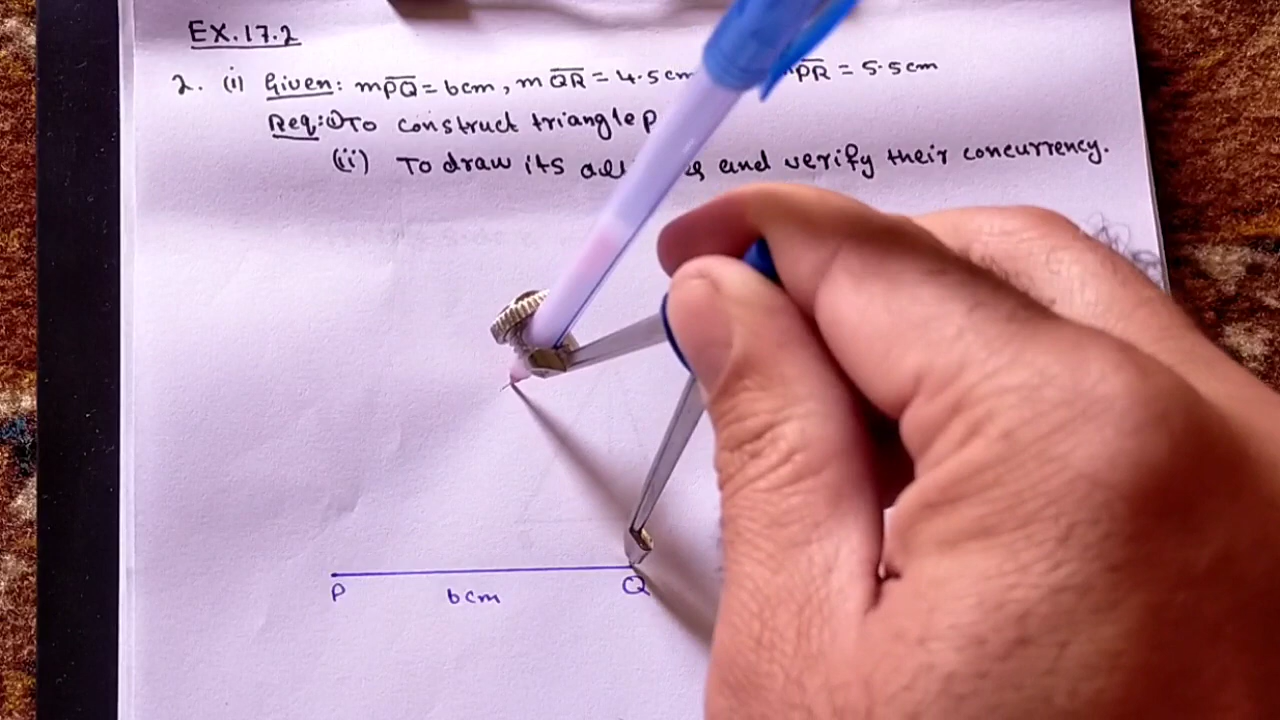 EX.17.2
2. (i) Given: mPQ = 6cm, m QR = 4.5cm PR = 5.5cm
Req:(i) To construct triangle P
(ii) To draw its and verify their concurrency.
P 6cm Q